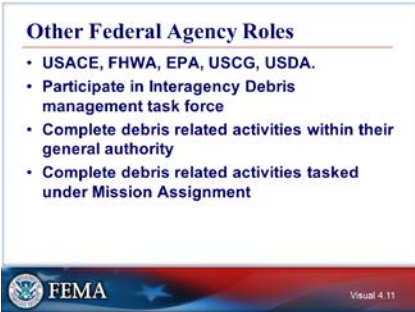 Other Federal Agency Roles
• USACE, FHWA, EPA, USCG, USDA.
• Participate in Interagency Debris
management task force
• Complete debris related activities within their
general authority
• Complete debris related activities tasked
under Mission Assignment
FEMA
Visual 4.11